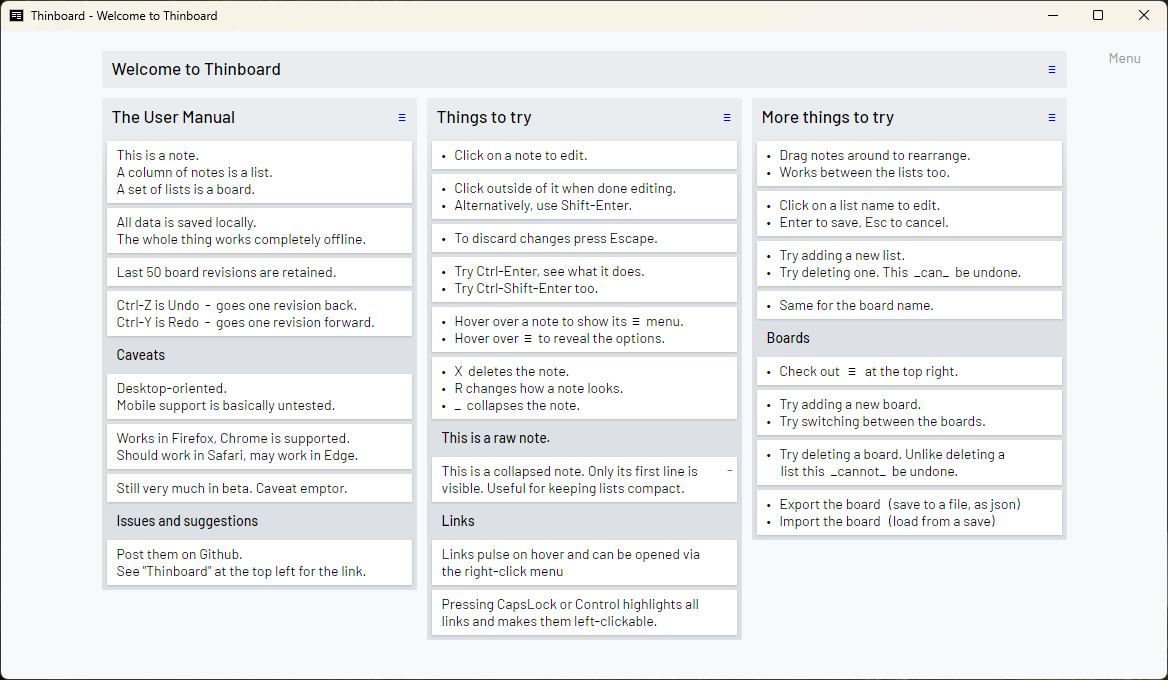 Thinboard - Welcome to Thinboard
Menu
Welcome to Thinboard ☰
The User Manual ☰
This is a note.
A column of notes is a list.
A set of lists is a board.
All data is saved locally.
The whole thing works completely offline.
Last 50 board revisions are retained.
Ctrl-Z is Undo - goes one revision back.
Ctrl-Y is Redo - goes one revision forward.
Caveats
Desktop-oriented.
Mobile support is basically untested.
Works in Firefox, Chrome is supported.
Should work in Safari, may work in Edge.
Still very much in beta. Caveat emptor.
Issues and suggestions
Post them on Github.
See "Thinboard" at the top left for the link.
Things to try ☰
• Click on a note to edit.
• Click outside of it when done editing.
• Alternatively, use Shift-Enter.
• To discard changes press Escape.
• Try Ctrl-Enter, see what it does.
• Try Ctrl-Shift-Enter too.
• Hover over a note to show its ☰ menu.
• Hover over ☰ to reveal the options.
• X deletes the note.
• R changes how a note looks.
• _ collapses the note.
This is a raw note.
This is a collapsed note. Only its first line is
visible. Useful for keeping lists compact.
Links
Links pulse on hover and can be opened via
the right-click menu
Pressing CapsLock or Control highlights all
links and makes them left-clickable.
More things to try ☰
• Drag notes around to rearrange.
• Works between the lists too.
• Click on a list name to edit.
• Enter to save, Esc to cancel.
• Try adding a new list.
• Try deleting one. This _can_ be undone.
• Same for the board name.
Boards
• Check out ☰ at the top right.
• Try adding a new board.
• Try switching between the boards.
• Try deleting a board. Unlike deleting a
list this _cannot_ be undone.
• Export the board (save to a file, as json)
• Import the board (load from a save)